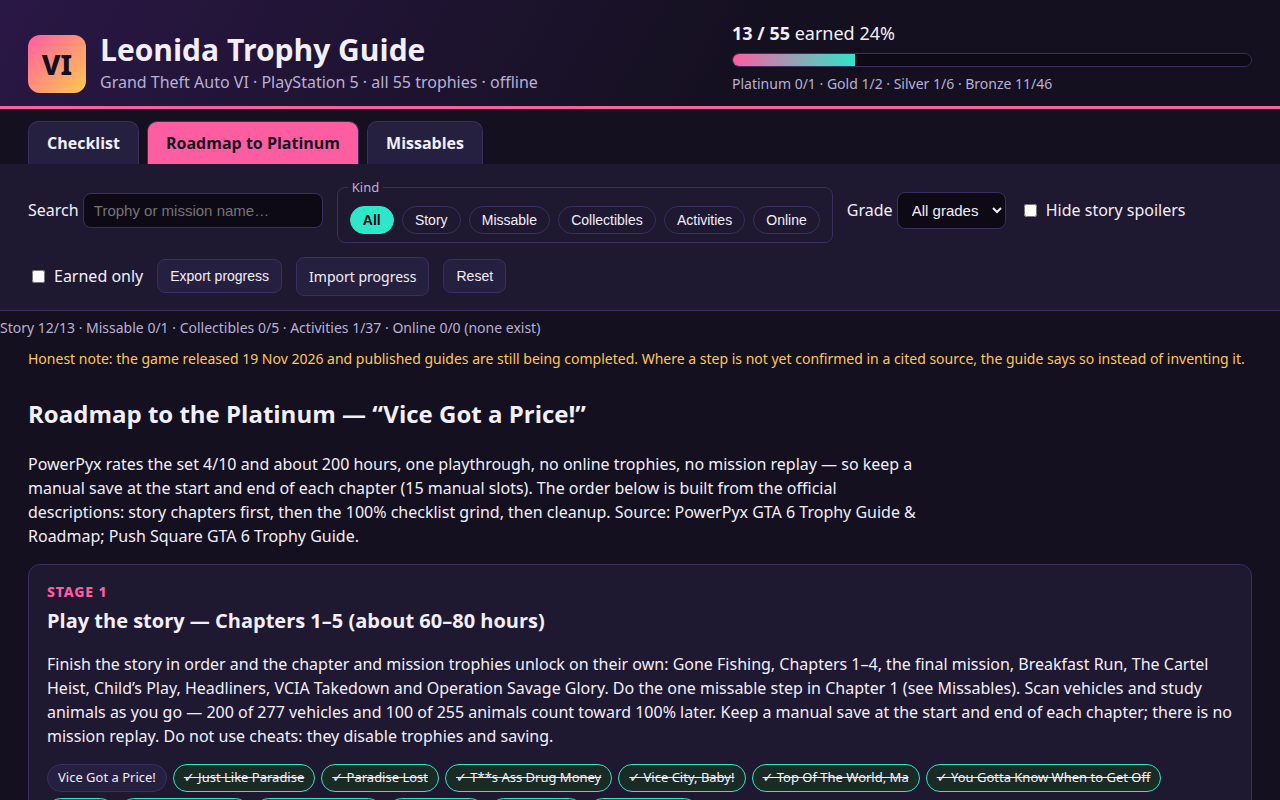 VI
Leonida Trophy Guide
Grand Theft Auto VI · PlayStation 5 · all 55 trophies · offline
13 / 55 earned 24%
Platinum 0/1 · Gold 1/2 · Silver 1/6 · Bronze 11/46
Checklist
Roadmap to Platinum
Missables
Search Trophy or mission name…
Kind
All Story Missable Collectibles Activities Online
Grade All grades
Hide story spoilers
Earned only
Export progress
Import progress
Reset
Story 12/13 · Missable 0/1 · Collectibles 0/5 · Activities 1/37 · Online 0/0 (none exist)
Honest note: the game released 19 Nov 2026 and published guides are still being completed. Where a step is not yet confirmed in a cited source, the guide says so instead of inventing it.
Roadmap to the Platinum — “Vice Got a Price!”
PowerPyx rates the set 4/10 and about 200 hours, one playthrough, no online trophies, no mission replay — so keep a
manual save at the start and end of each chapter (15 manual slots). The order below is built from the official
descriptions: story chapters first, then the 100% checklist grind, then cleanup. Source: PowerPyx GTA 6 Trophy Guide &
Roadmap; Push Square GTA 6 Trophy Guide.
STAGE 1
Play the story — Chapters 1–5 (about 60–80 hours)
Finish the story in order and the chapter and mission trophies unlock on their own: Gone Fishing, Chapters 1–4, the final mission, Breakfast Run, The Cartel
Heist, Child’s Play, Headliners, VCIA Takedown and Operation Savage Glory. Do the one missable step in Chapter 1 (see Missables). Scan vehicles and study
animals as you go — 200 of 277 vehicles and 100 of 255 animals count toward 100% later. Keep a manual save at the start and end of each chapter; there is no
mission replay. Do not use cheats: they disable trophies and saving.
Vice Got a Price! ✓ Just Like Paradise ✓ Paradise Lost ✓ T**s Ass Drug Money ✓ Vice City, Baby! ✓ Top Of The World, Ma ✓ You Gotta Know When to Get Off